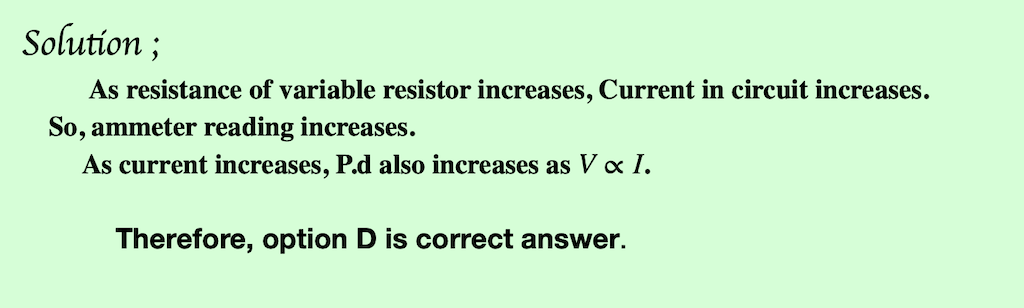 Solution ;
As resistance of variable resistor increases, Current in circuit increases.
So, ammeter reading increases.
As current increases, P.d also increases as V ∝ I.
Therefore, option D is correct answer.